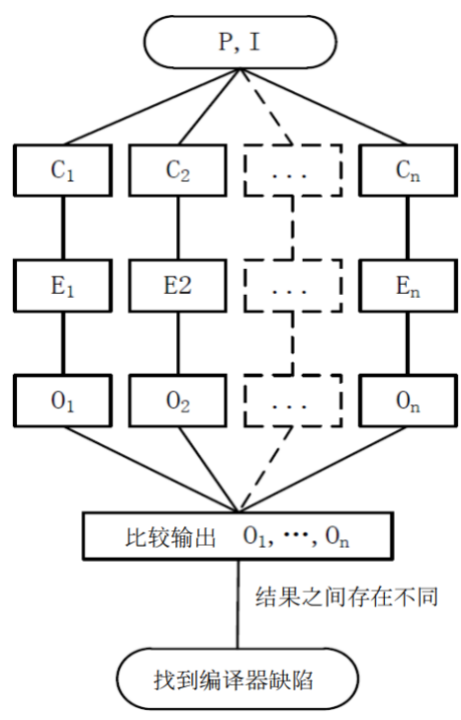 P, I
C₁ C₂ ... Cₙ
E₁ E2 ... Eₙ
O₁ O₂ ... Oₙ
比较输出 O₁,…,Oₙ
结果之间存在不同
找到编译器缺陷